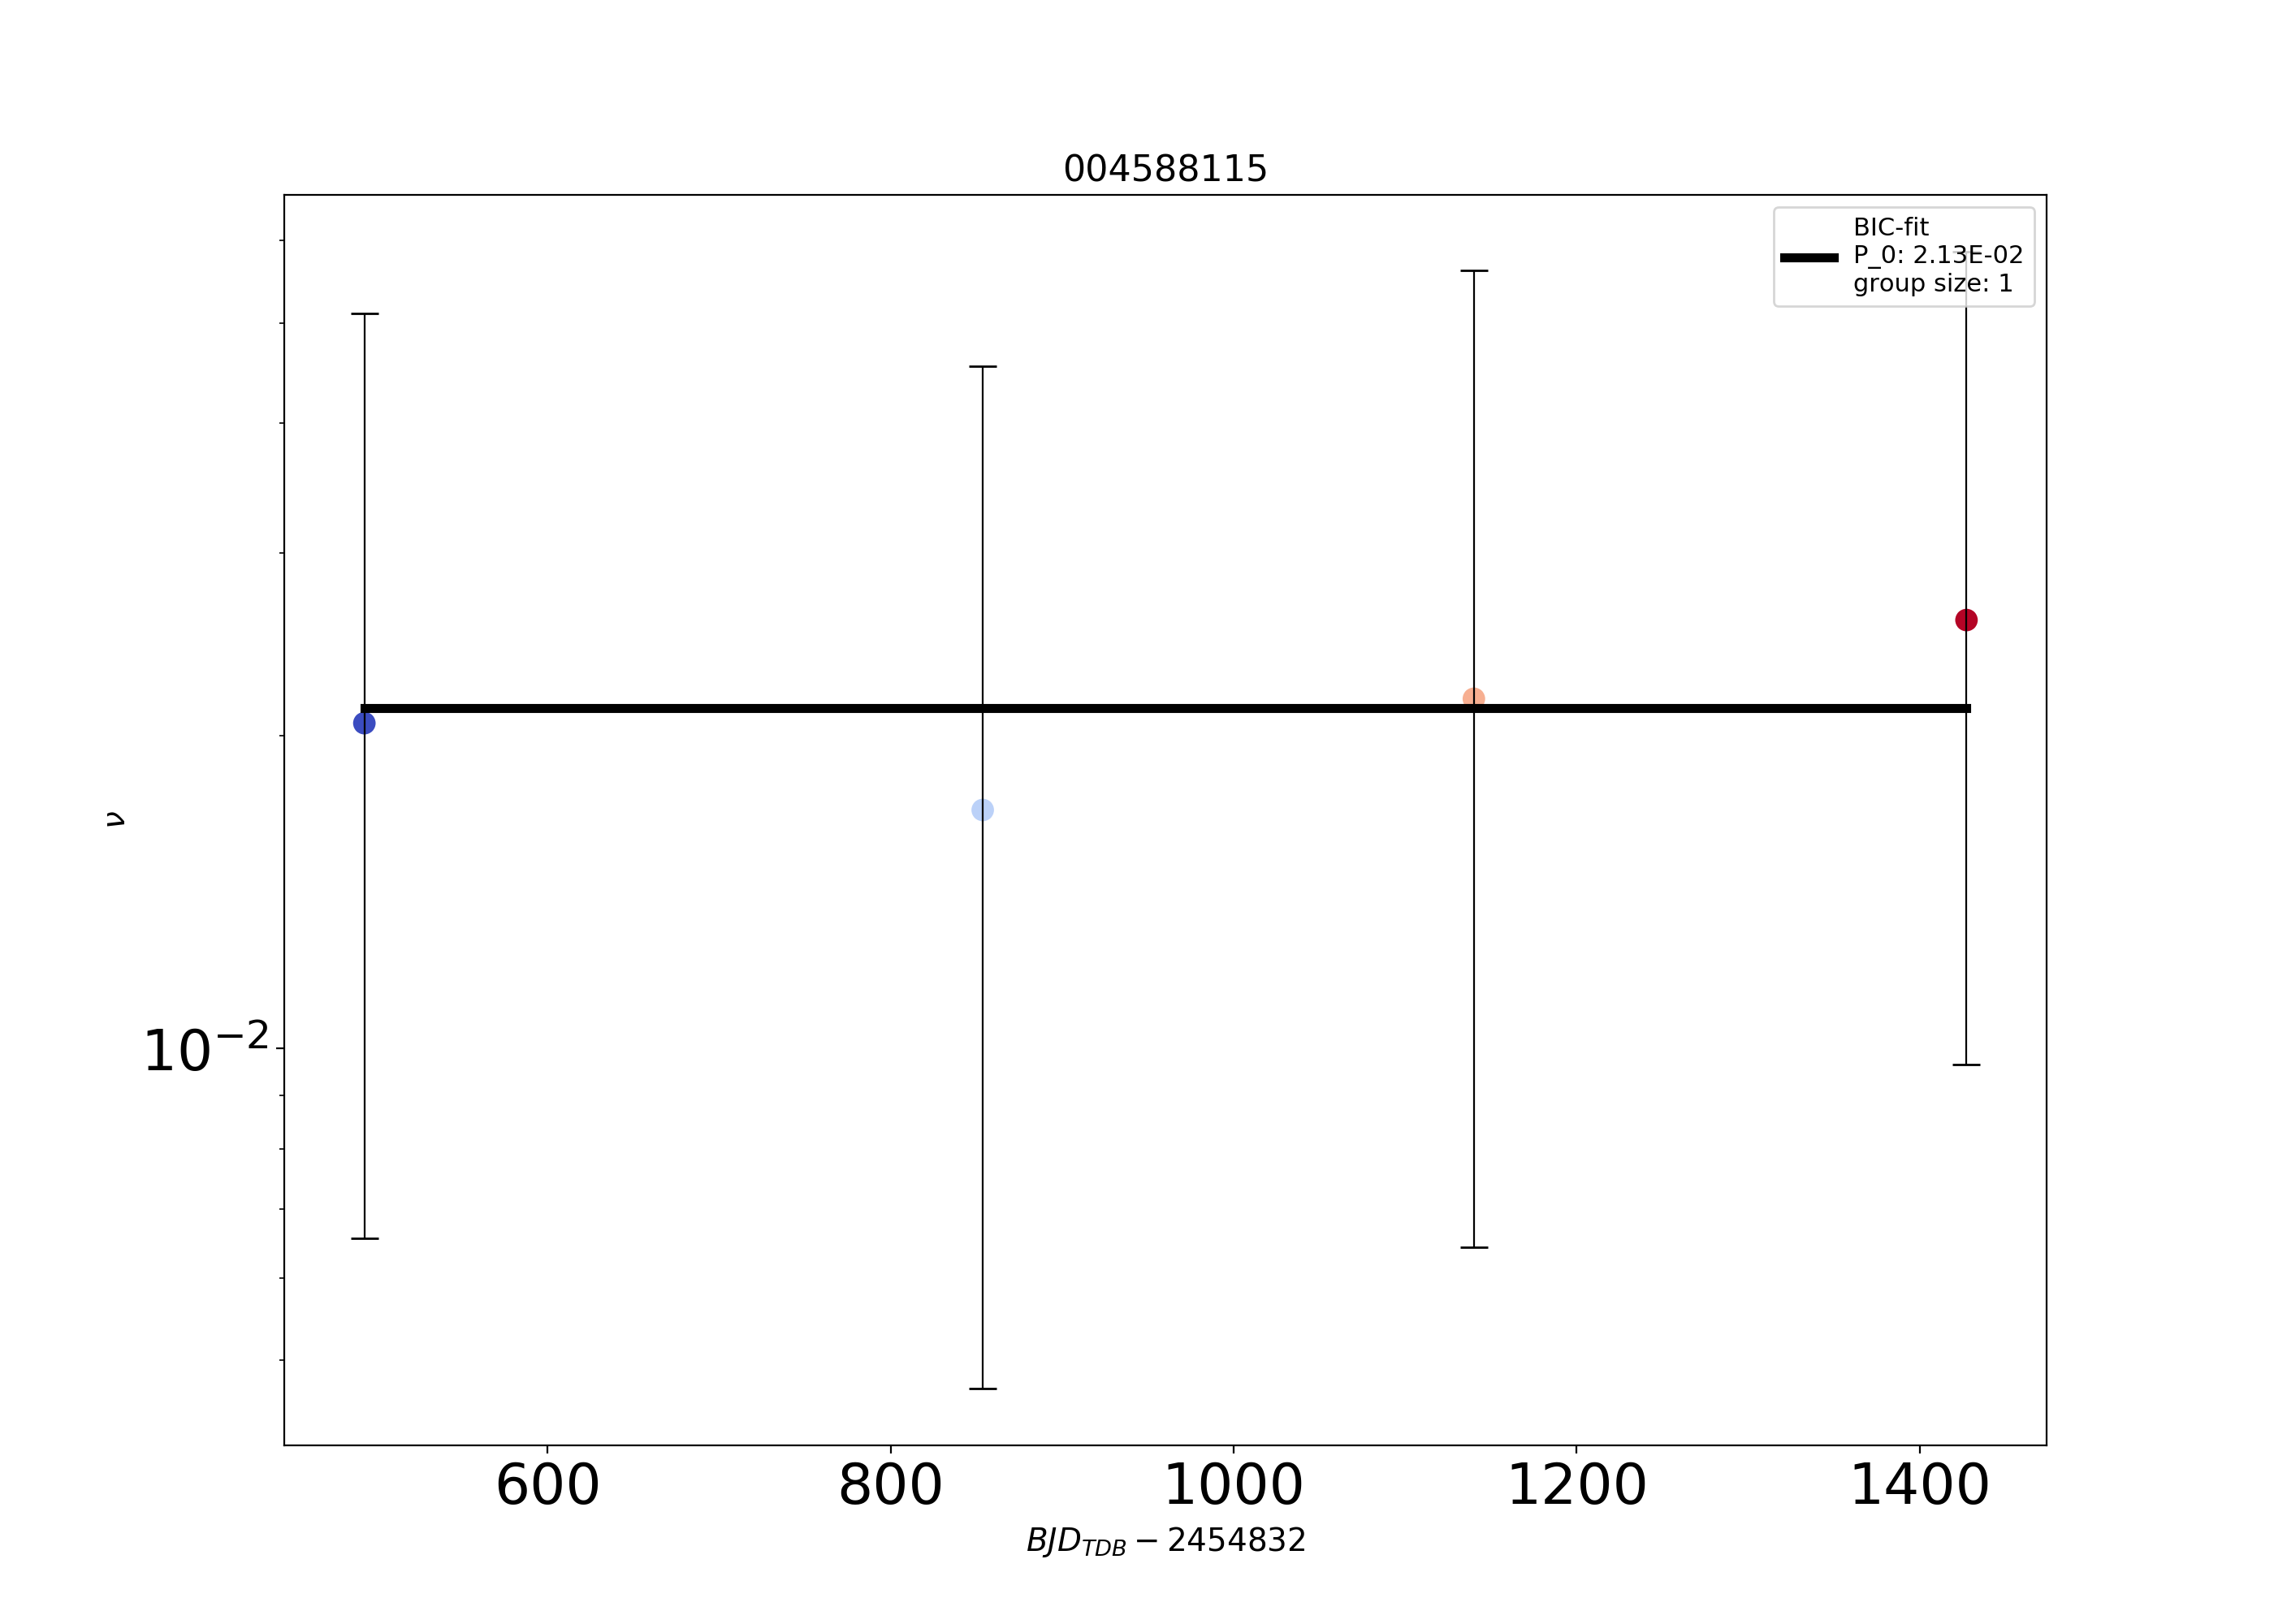 004588115
BIC-fit
P_0: 2.13E-02
group size: 1
ν
10⁻²
600 800 1000 1200 1400
BJD_TDB − 2454832